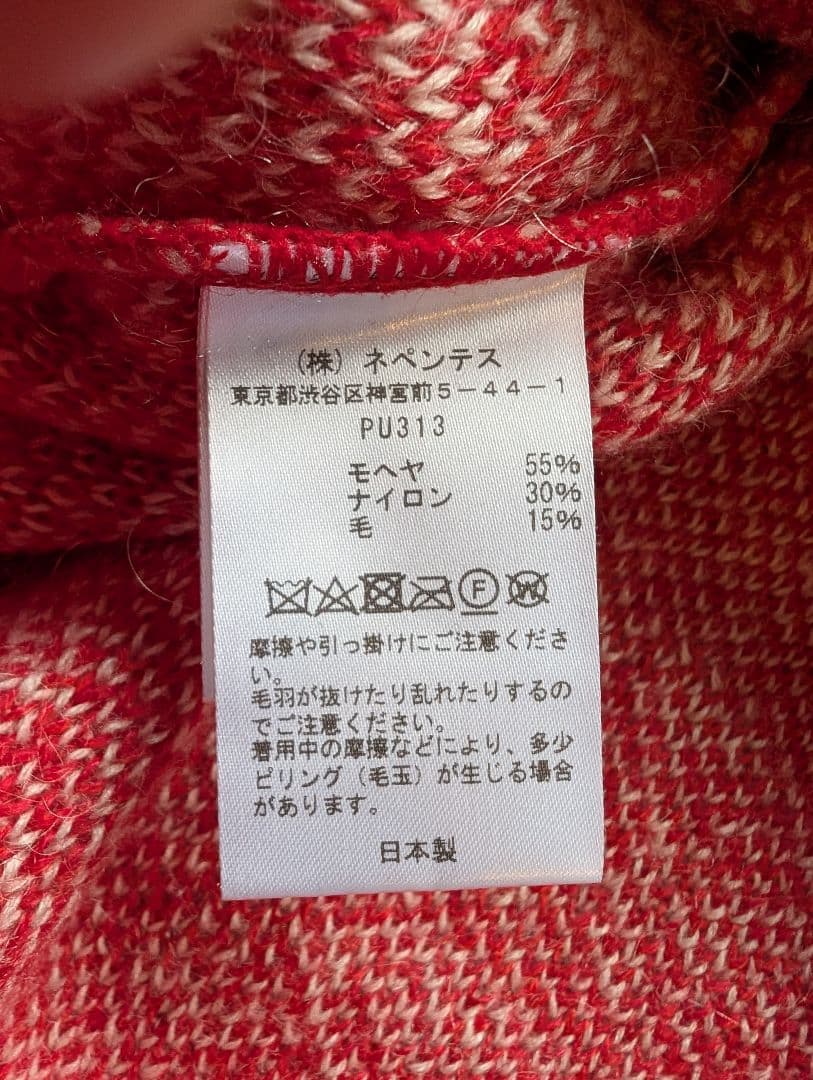 (株) ネペンテス
東京都渋谷区神宮前5-44-1
PU313
モヘヤ 55%
ナイロン 30%
毛 15%
F W
摩擦や引っ掛けにご注意くださ
い。
毛羽が抜けたり乱れたりするの
でご注意ください。
着用中の摩擦などにより、多少
ピリング(毛玉)が生じる場合
があります。
日本製